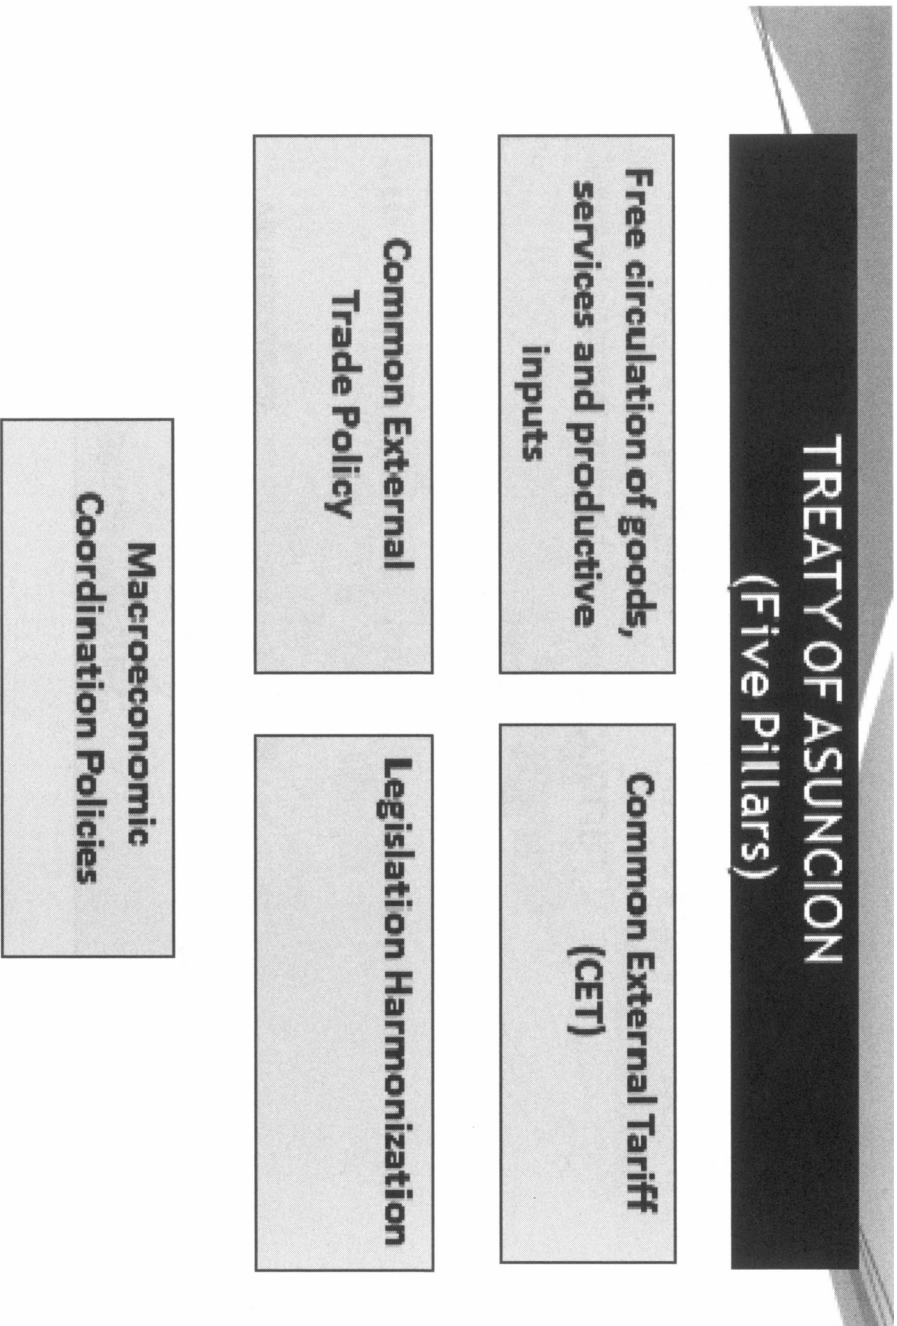 TREATY OF ASUNCION
(Five Pillars)
Free circulation of goods,
services and productive
inputs
Common External Tariff
(CET)
Common External
Trade Policy
Legislation Harmonization
Macroeconomic
Coordination Policies